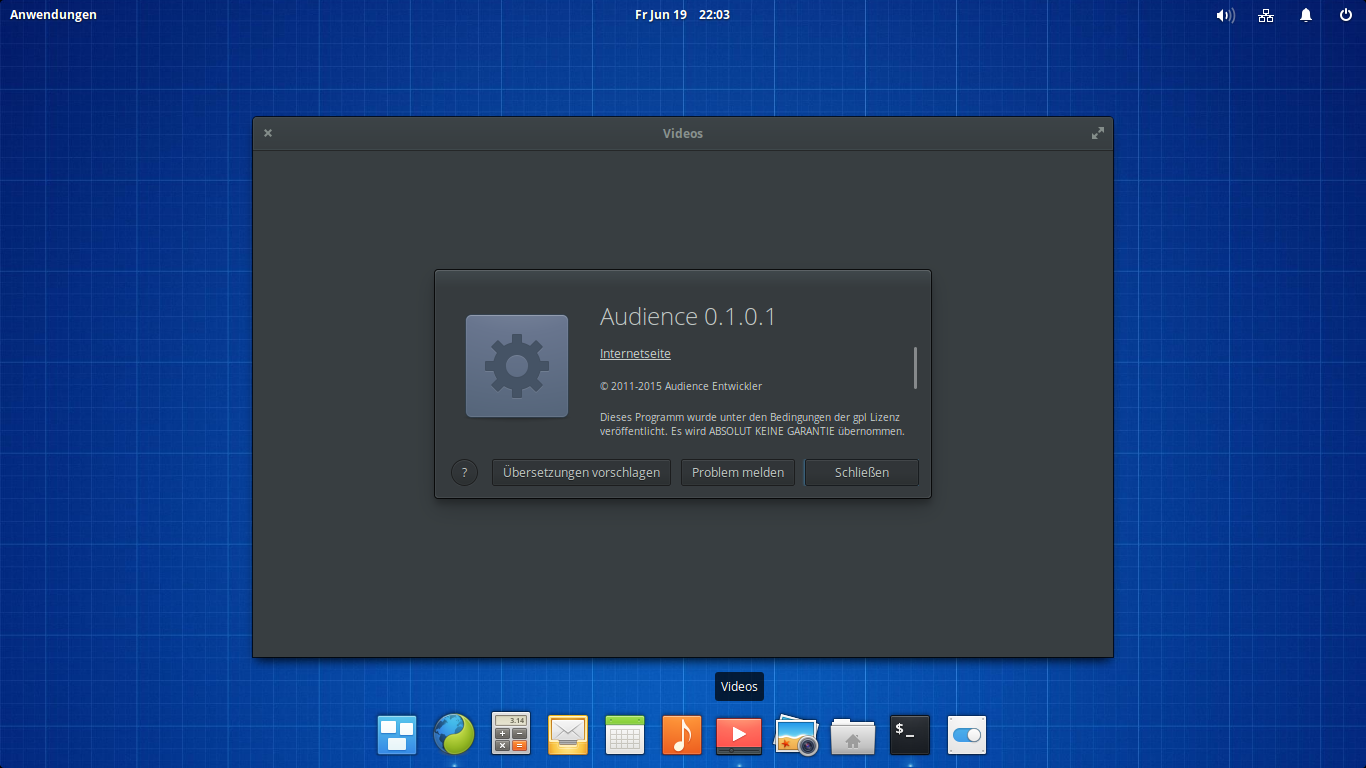 Anwendungen
Fr Jun 19 22:03
Videos
Audience 0.1.0.1
Internetseite
© 2011-2015 Audience Entwickler
Dieses Programm wurde unter den Bedingungen der gpl Lizenz
veröffentlicht. Es wird ABSOLUT KEINE GARANTIE übernommen.
?
Übersetzungen vorschlagen
Problem melden
Schließen
Videos
3.14
$_